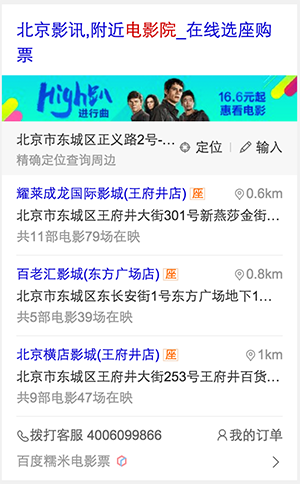 北京影讯,附近电影院_在线选座购
票
High趴
进行曲
16.6元起
惠看电影
北京市东城区正义路2号-... 定位 输入
精确定位查询周边
耀莱成龙国际影城(王府井店) 座 0.6km
北京市东城区王府井大街301号新燕莎金街...
共11部电影79场在映
百老汇影城(东方广场店) 座 0.8km
北京市东城区东长安街1号东方广场地下1...
共5部电影39场在映
北京横店影城(王府井店) 座 1km
北京市东城区王府井大街253号王府井百货...
共9部电影47场在映
拨打客服 4006099866 我的订单
百度糯米电影票